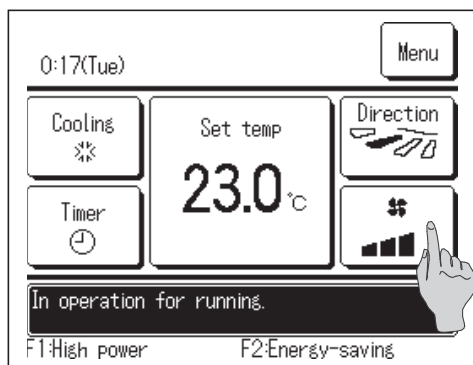 0:17(Tue)
Menu
Cooling
Set temp
Direction
23.0°C
Timer
In operation for running.
F1:High power F2:Energy-saving